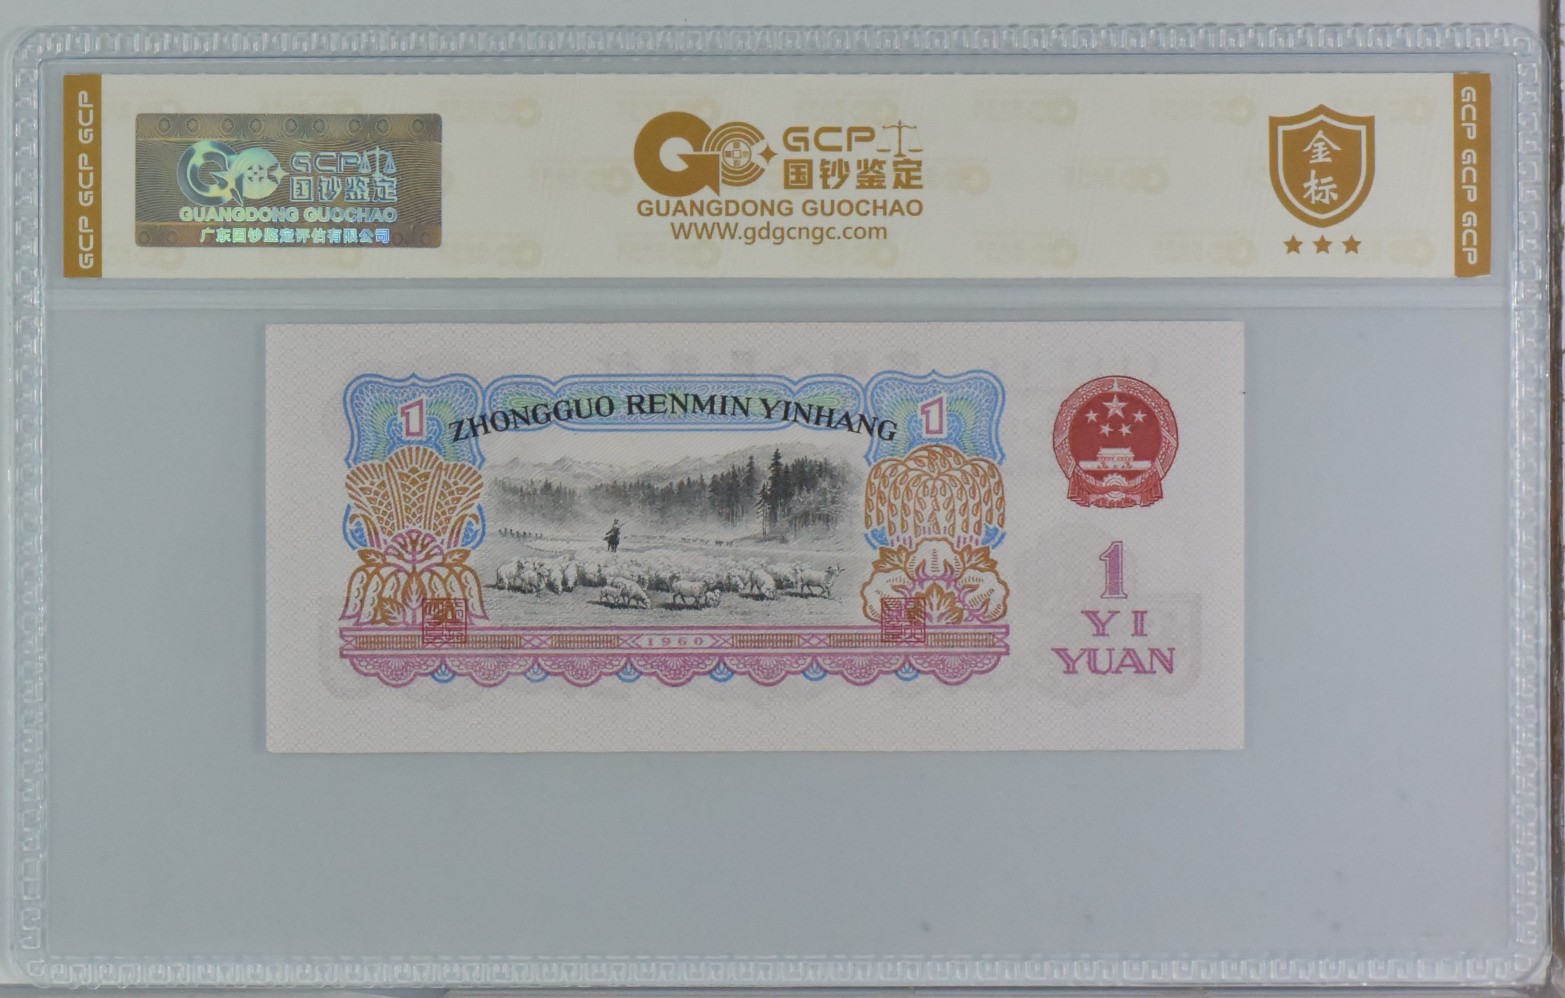 GCP GCP GCP
GCP
国钞鉴定
GUANGDONG GUOCHAO
广东国钞鉴定评估有限公司
GCP
国钞鉴定
GUANGDONG GUOCHAO
WWW.gdgcngc.com
金
标
GCP GCP GCP
1
ZHONGGUO RENMIN YINHANG
1
1960
1
YI
YUAN